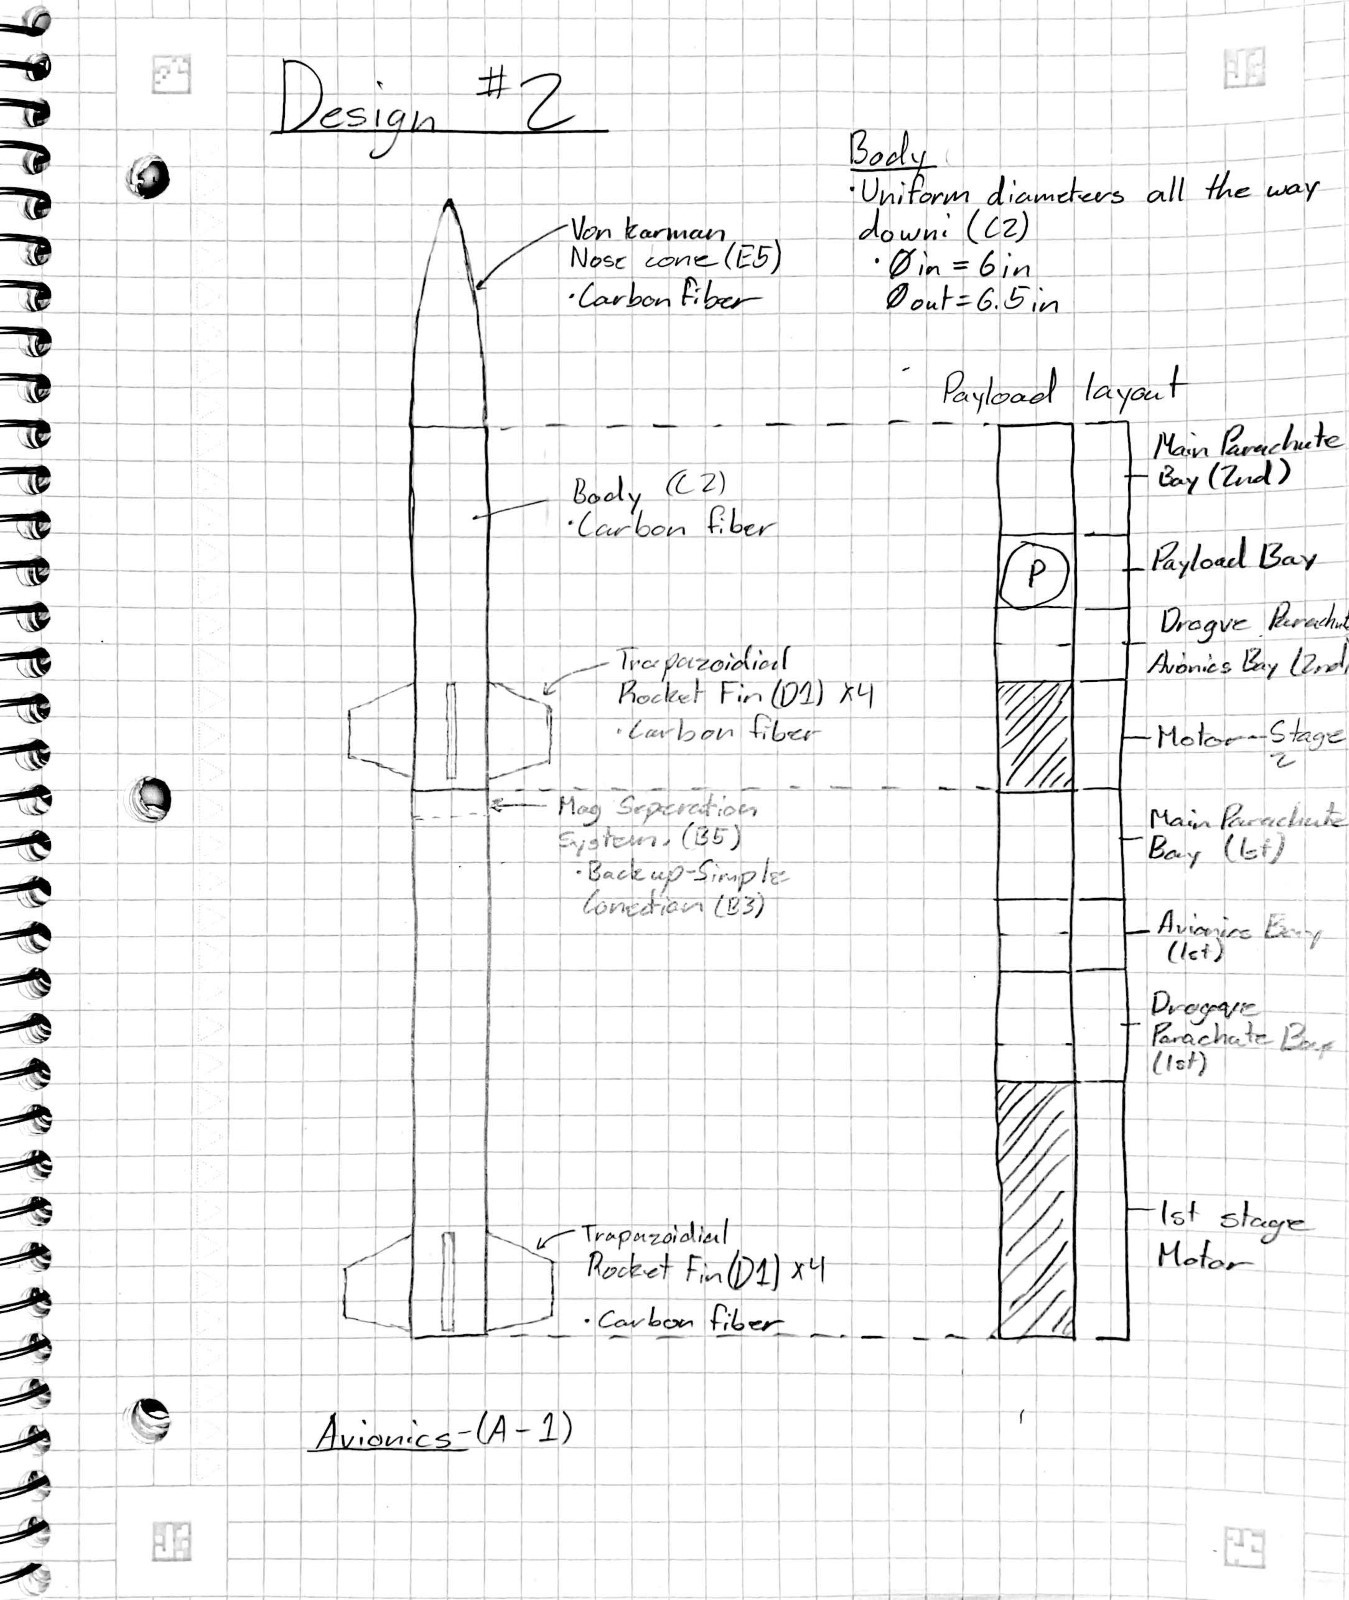 Design #2
Body
·Uniform diameters all the way
down: (C2)
·Øin = 6in
Øout=6.5in
Von karman
Nose cone (E5)
·Carbon fiber
Payload layout
Main Parachute
Bay (2nd)
Body (C2)
·Carbon fiber
P
Payload Bay
Drogue Parachut
Avionics Bay (2nd)
Trapazoidial
Rocket Fin (D1) x4
·Carbon fiber
Motor--Stage
2
Mag Seperation
System. (B5)
·Backup-Simple
Conection (B3)
Main Parachute
Bay (1st)
Avionics Bay
(1st)
Drogove
Parachate Bay
(1st)
Trapazoidial
Rocket Fin (D1) x4
·Carbon fiber
1st stage
Motor
Avionics-(A-1)